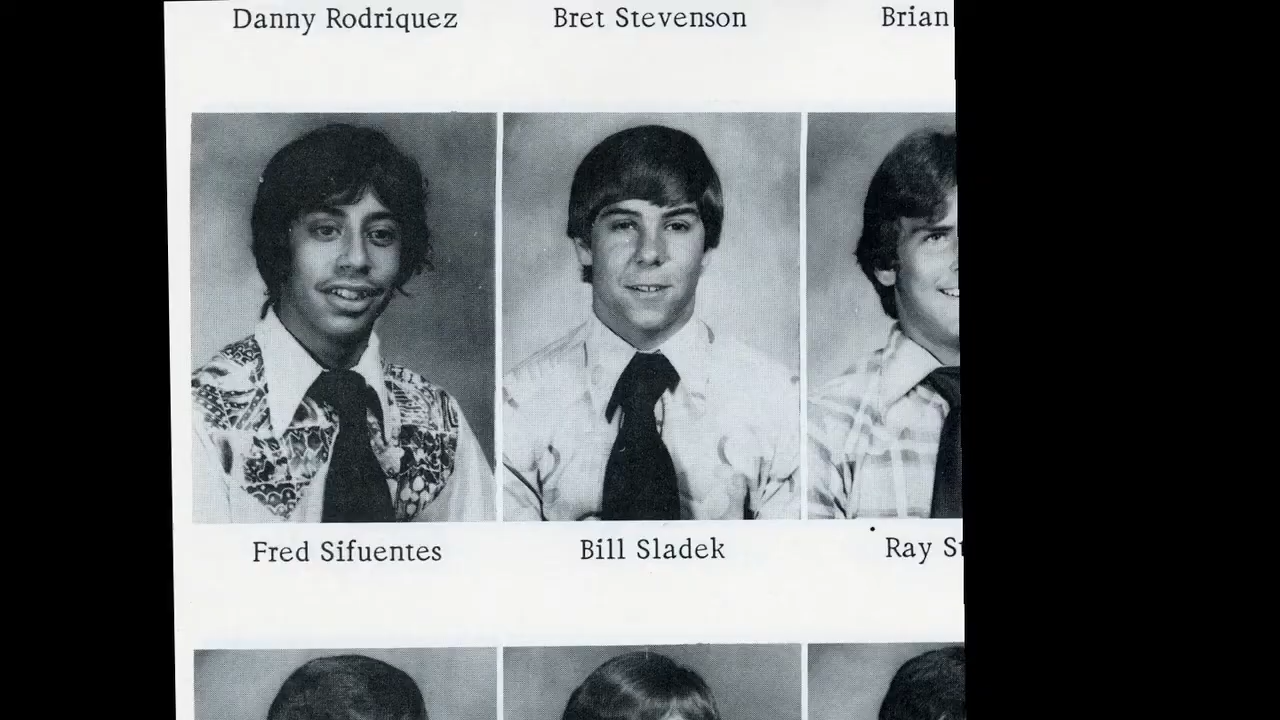 Danny Rodriquez
Bret Stevenson
Brian
Fred Sifuentes
Bill Sladek
Ray